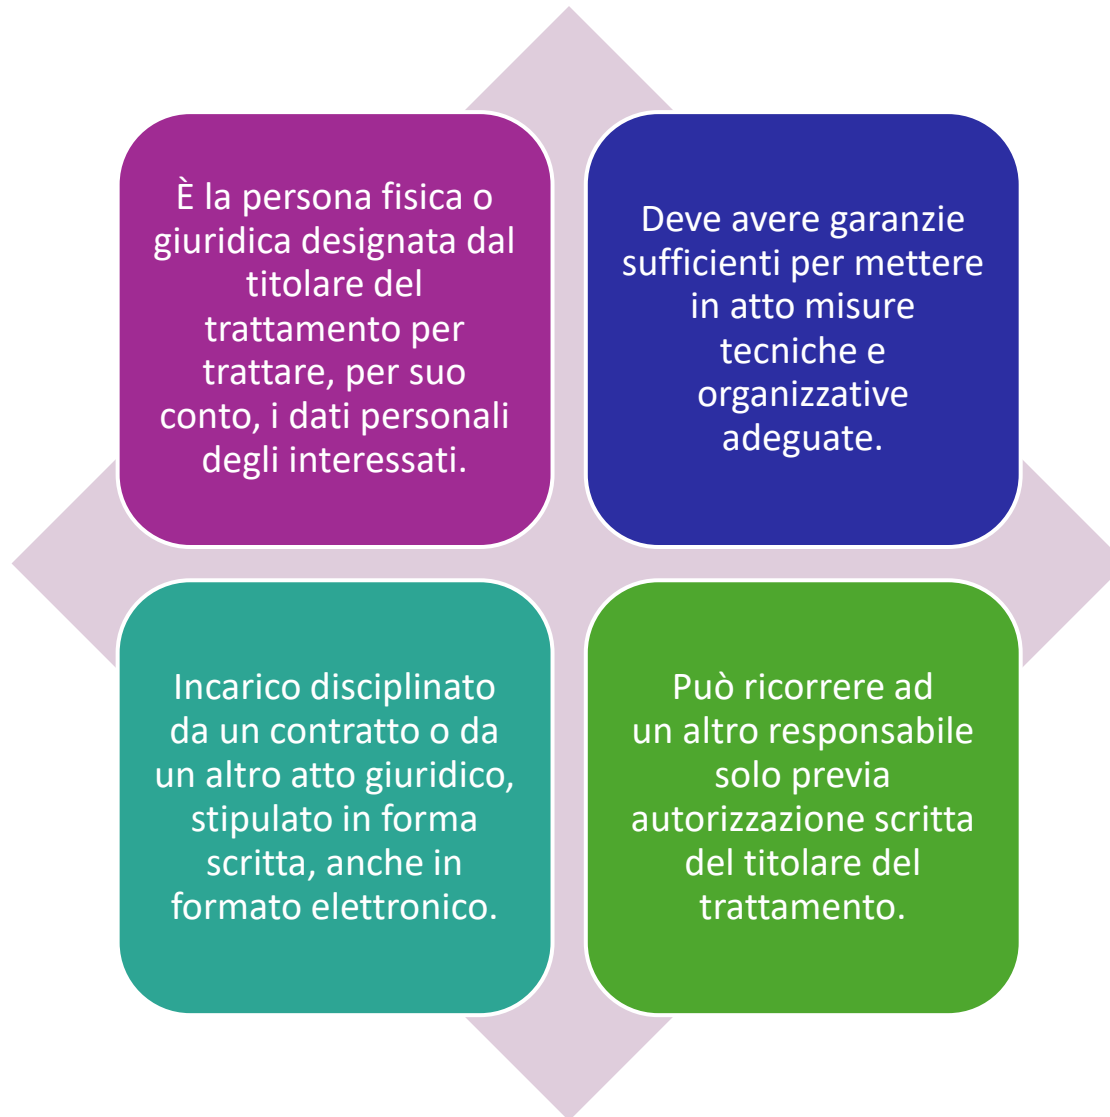 È la persona fisica o
giuridica designata dal
titolare del
trattamento per
trattare, per suo
conto, i dati personali
degli interessati.
Deve avere garanzie
sufficienti per mettere
in atto misure
tecniche e
organizzative
adeguate.
Incarico disciplinato
da un contratto o da
un altro atto giuridico,
stipulato in forma
scritta, anche in
formato elettronico.
Può ricorrere ad
un altro responsabile
solo previa
autorizzazione scritta
del titolare del
trattamento.